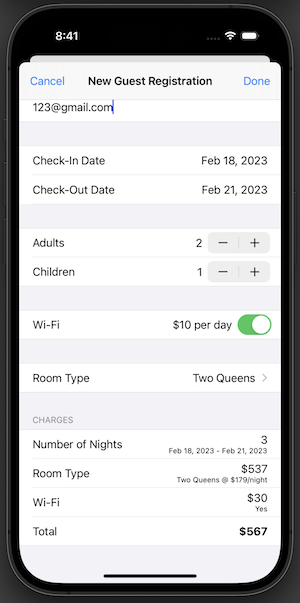 8:41
Cancel New Guest Registration Done
123@gmail.com
Check-In Date Feb 18, 2023
Check-Out Date Feb 21, 2023
Adults 2 − +
Children 1 − +
Wi-Fi $10 per day
Room Type Two Queens
CHARGES
Number of Nights 3
Feb 18, 2023 - Feb 21, 2023
Room Type $537
Two Queens @ $179/night
Wi-Fi $30
Yes
Total $567